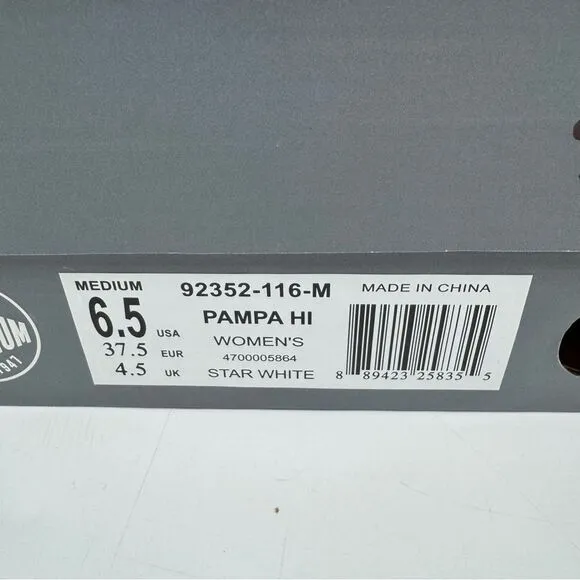 MEDIUM
6.5 USA
37.5 EUR
4.5 UK
92352-116-M
PAMPA HI
WOMEN'S
4700005864
STAR WHITE
MADE IN CHINA
8 89423 25835 5